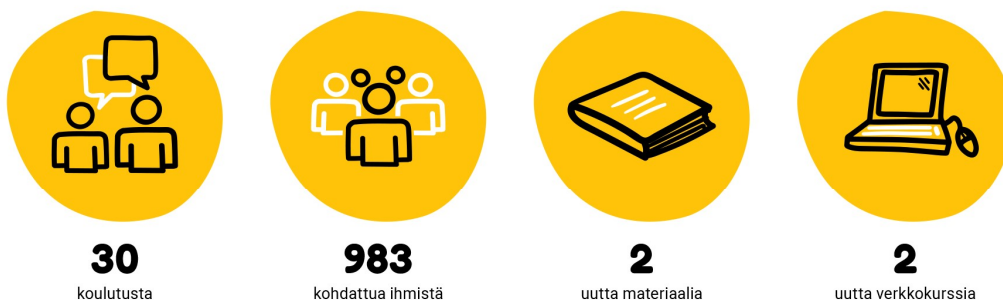 30
koulutusta
983
kohdattua ihmistä
2
uutta materiaalia
2
uutta verkkokurssia